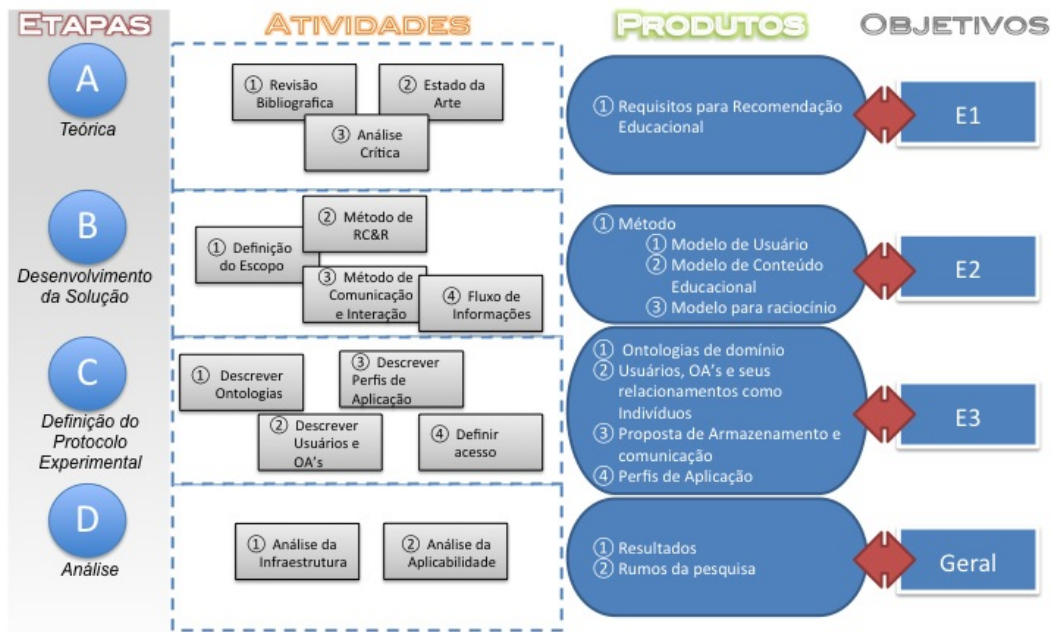 ETAPAS
ATIVIDADES
PRODUTOS
OBJETIVOS
A
Teórica
① Revisão
Bibliografica
② Estado da
Arte
③ Análise
Crítica
① Requisitos para Recomendação
Educacional
E1
B
Desenvolvimento
da Solução
① Definição
do Escopo
② Método de
RC&R
③ Método de
Comunicação
e Interação
④ Fluxo de
Informações
① Método
① Modelo de Usuário
② Modelo de Conteúdo
Educacional
③ Modelo para raciocínio
E2
C
Definição do
Protocolo
Experimental
① Descrever
Ontologias
② Descrever
Usuários e
OA's
③ Descrever
Perfis de
Aplicação
④ Definir
acesso
① Ontologias de domínio
② Usuários, OA's e seus
relacionamentos como
Indivíduos
③ Proposta de Armazenamento e
comunicação
④ Perfis de Aplicação
E3
D
Análise
① Análise da
Infraestrutura
② Análise da
Aplicabilidade
① Resultados
② Rumos da pesquisa
Geral